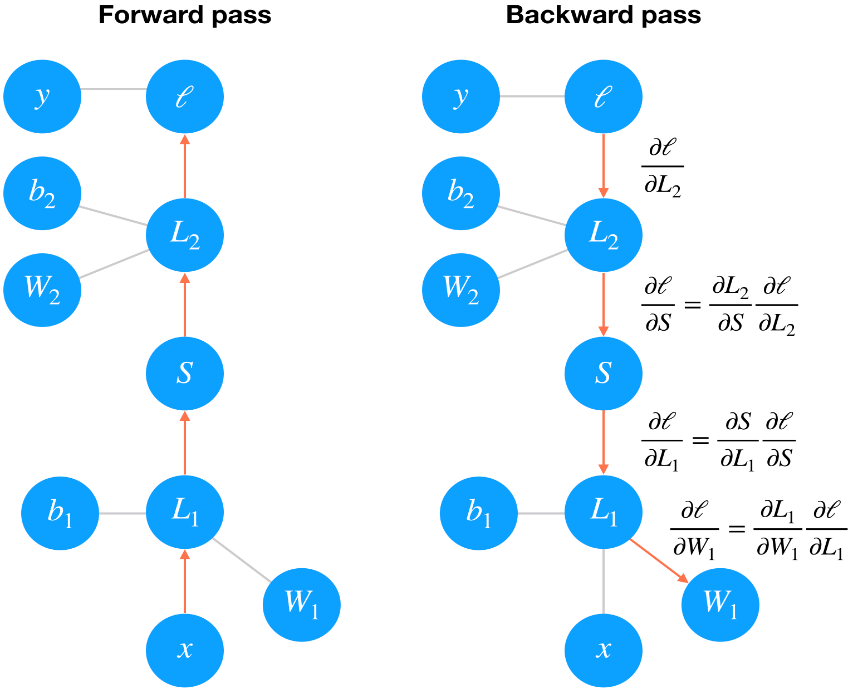 Forward pass
y
ℓ
b₂
L₂
W₂
S
b₁
L₁
W₁
x
Backward pass
y
ℓ
∂ℓ/∂L₂
b₂
L₂
W₂
∂ℓ/∂S = ∂L₂/∂S ∂ℓ/∂L₂
S
∂ℓ/∂L₁ = ∂S/∂L₁ ∂ℓ/∂S
b₁
L₁
∂ℓ/∂W₁ = ∂L₁/∂W₁ ∂ℓ/∂L₁
W₁
x